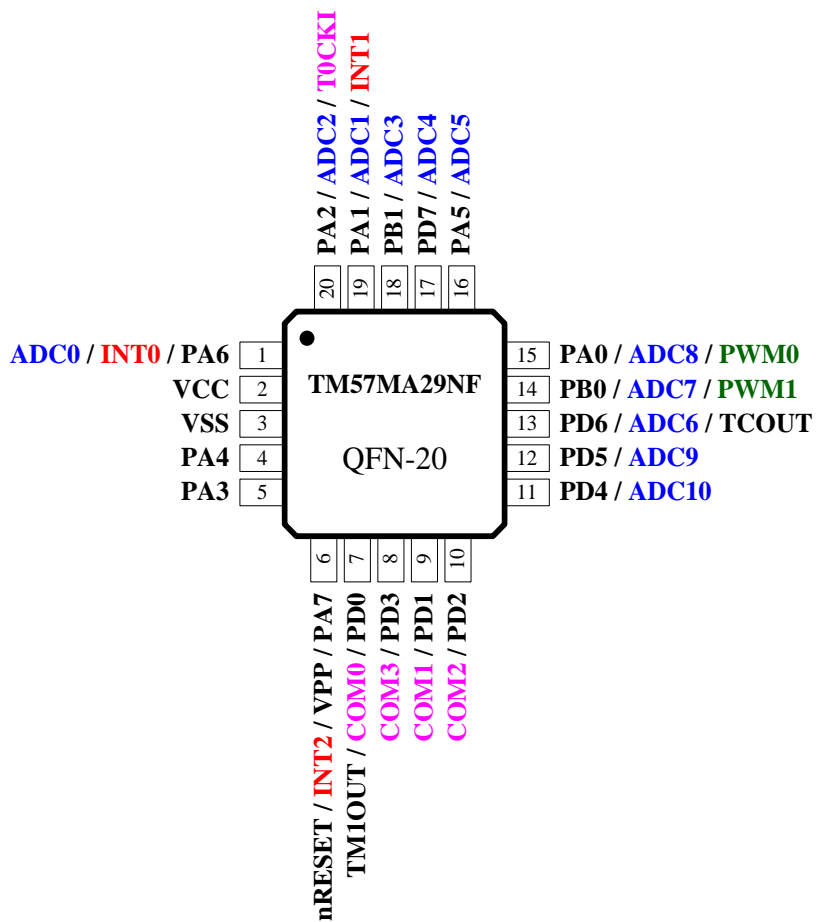 PA2 / ADC2 / T0CKI
PA1 / ADC1 / INT1
PB1 / ADC3
PD7 / ADC4
PA5 / ADC5
20
19
18
17
16
ADC0 / INT0 / PA6
1
VCC
2
VSS
3
PA4
4
PA3
5
TM57MA29NF
QFN-20
15
PA0 / ADC8 / PWM0
14
PB0 / ADC7 / PWM1
13
PD6 / ADC6 / TCOUT
12
PD5 / ADC9
11
PD4 / ADC10
6
7
8
9
10
nRESET / INT2 / VPP / PA7
TM1OUT / COM0 / PD0
COM3 / PD3
COM1 / PD1
COM2 / PD2